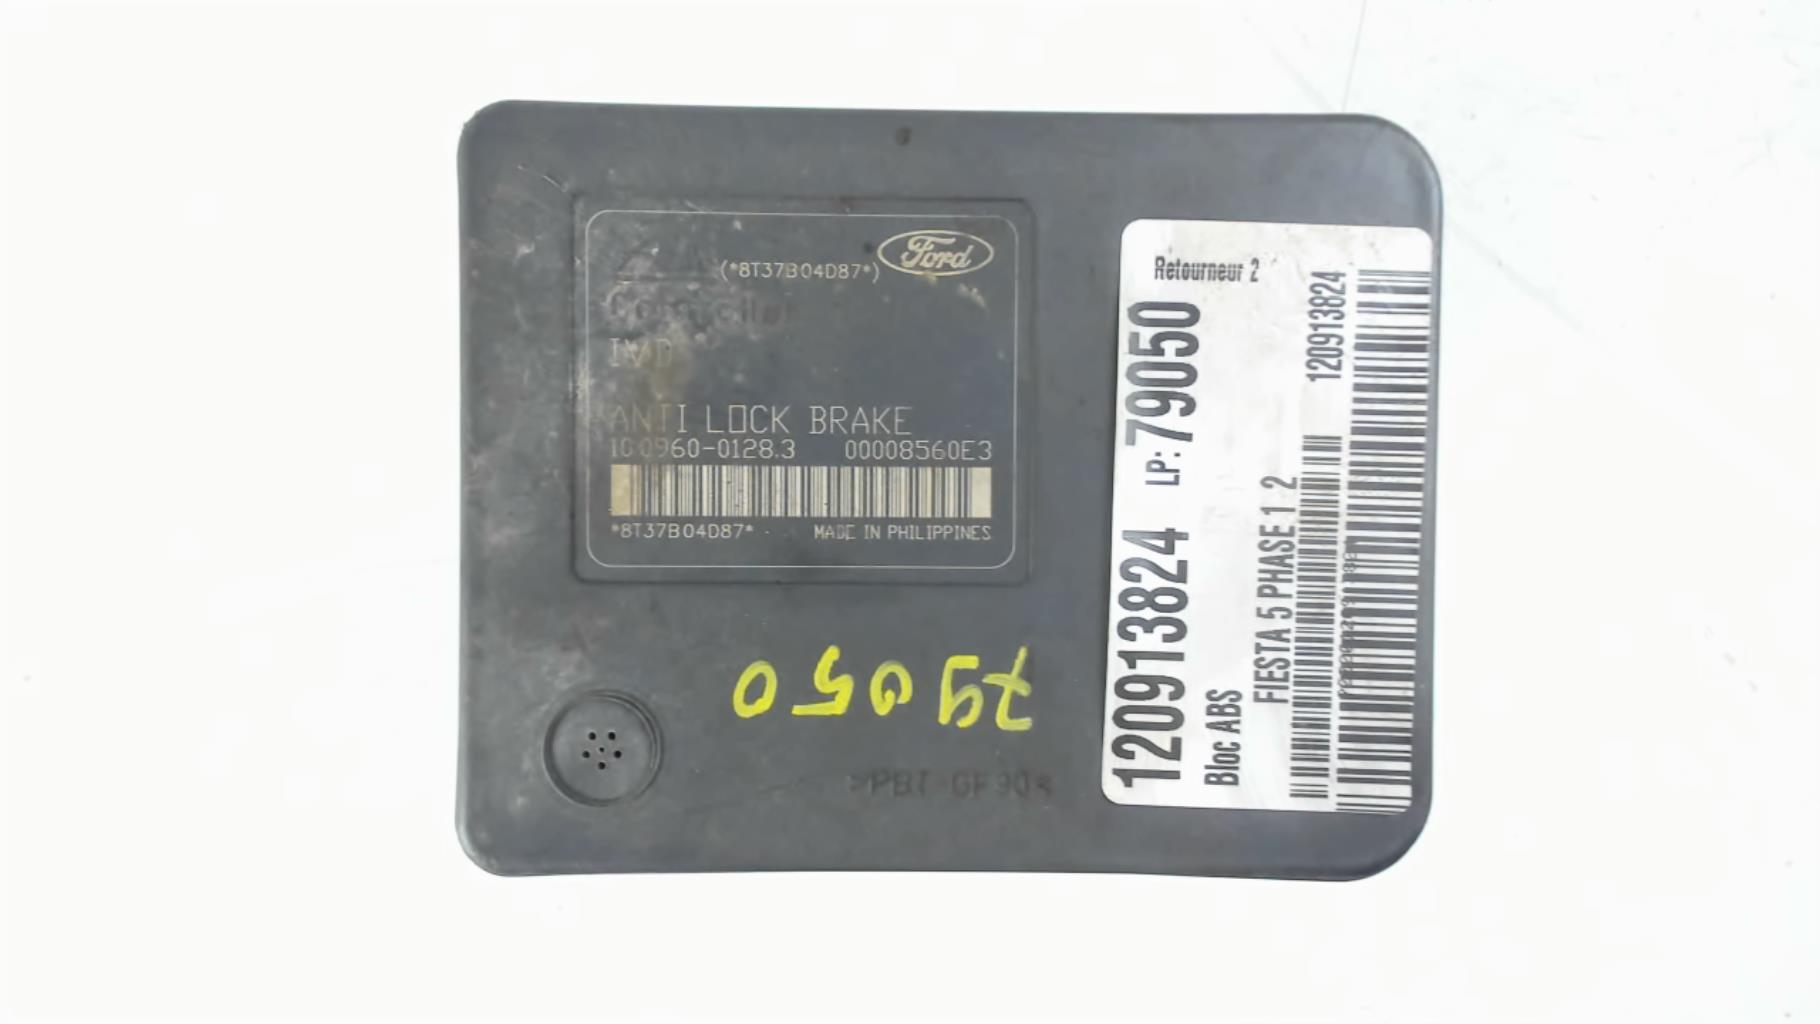 (*8T37B04D87*)
Ford
IVD
ANTI LOCK BRAKE
10.0960-0128.3 00008560E3
*8T37B04D87*
MADE IN PHILIPPINES
79050
>PBT-GF30<
Retourneur 2
120913824 LP: 79050
Bloc ABS
FIESTA 5 PHASE 1 2
120913824